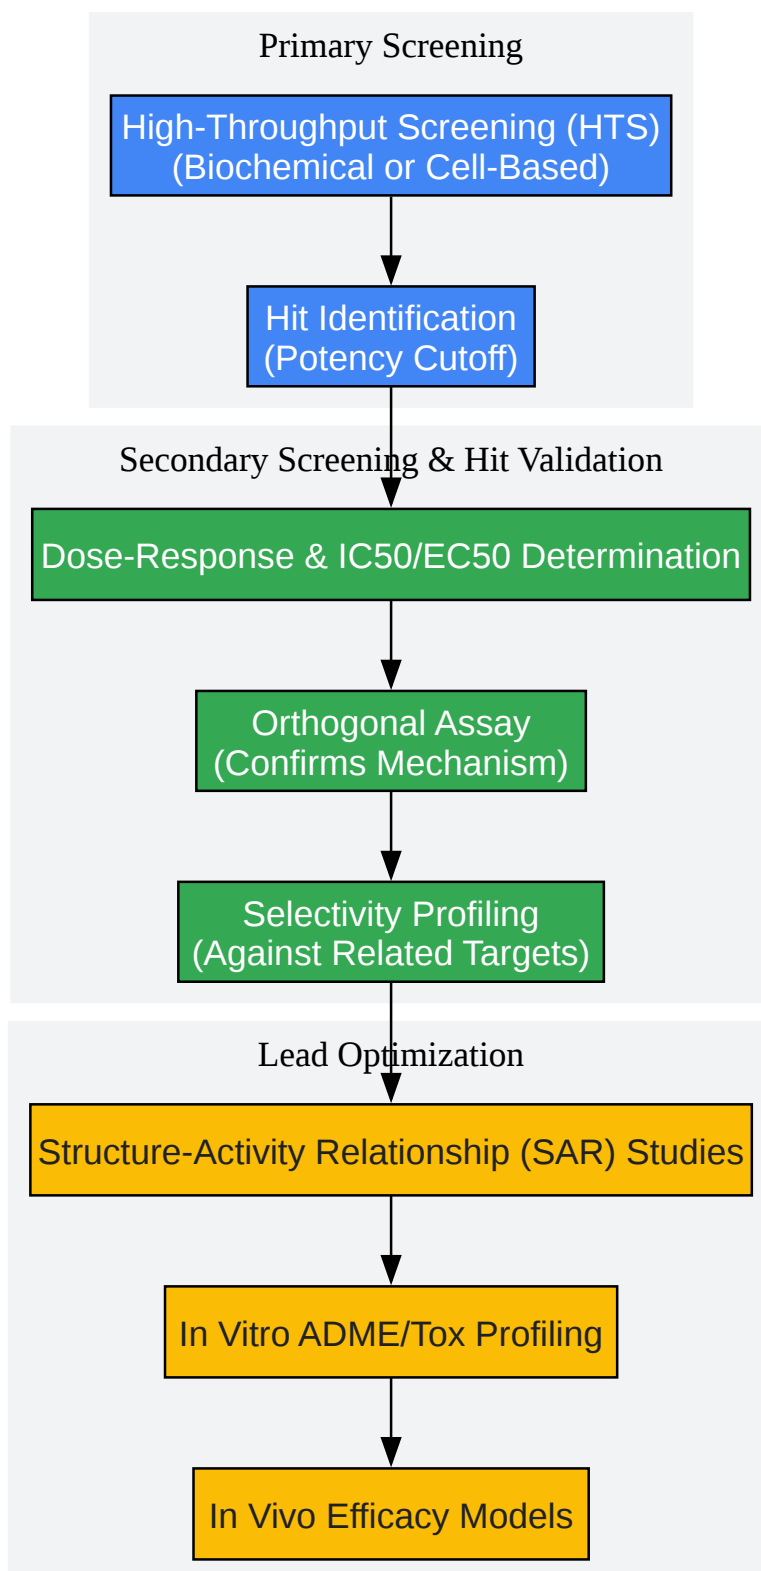 Primary Screening
High-Throughput Screening (HTS)
(Biochemical or Cell-Based)
Hit Identification
(Potency Cutoff)
Secondary Screening & Hit Validation
Dose-Response & IC50/EC50 Determination
Orthogonal Assay
(Confirms Mechanism)
Selectivity Profiling
(Against Related Targets)
Lead Optimization
Structure-Activity Relationship (SAR) Studies
In Vitro ADME/Tox Profiling
In Vivo Efficacy Models